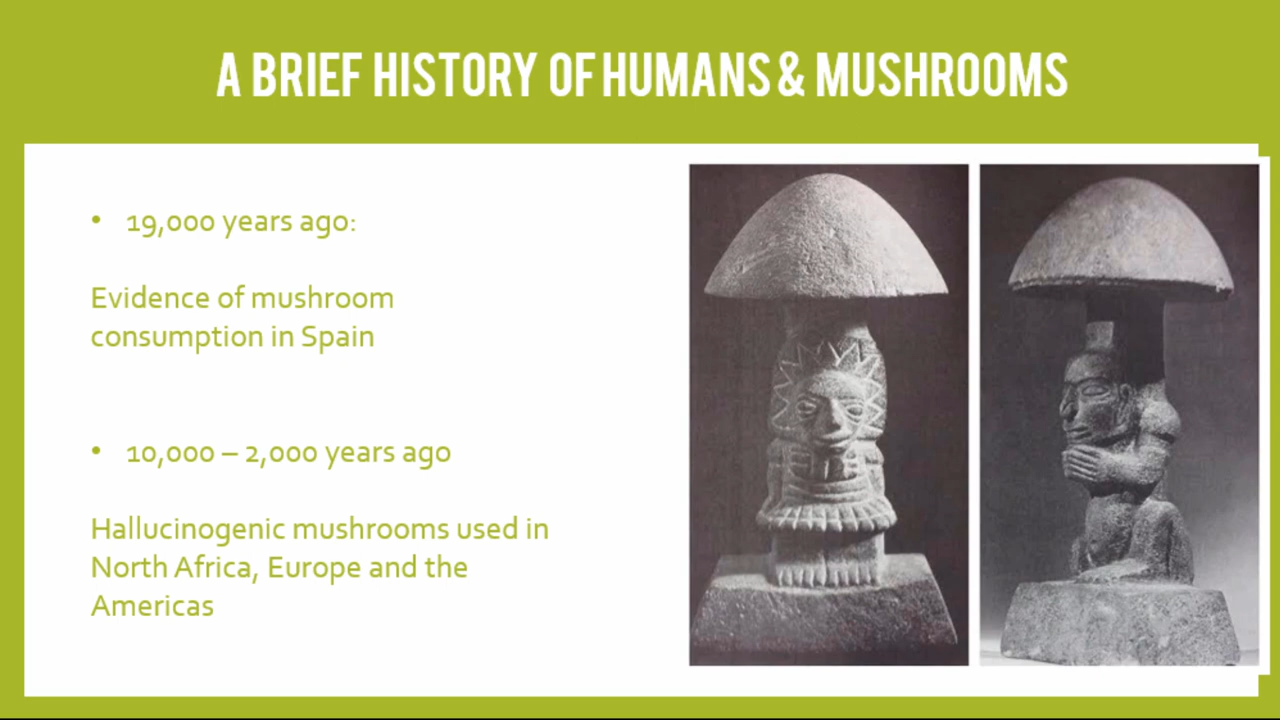 A BRIEF HISTORY OF HUMANS & MUSHROOMS
• 19,000 years ago:
Evidence of mushroom
consumption in Spain
• 10,000 – 2,000 years ago
Hallucinogenic mushrooms used in
North Africa, Europe and the
Americas